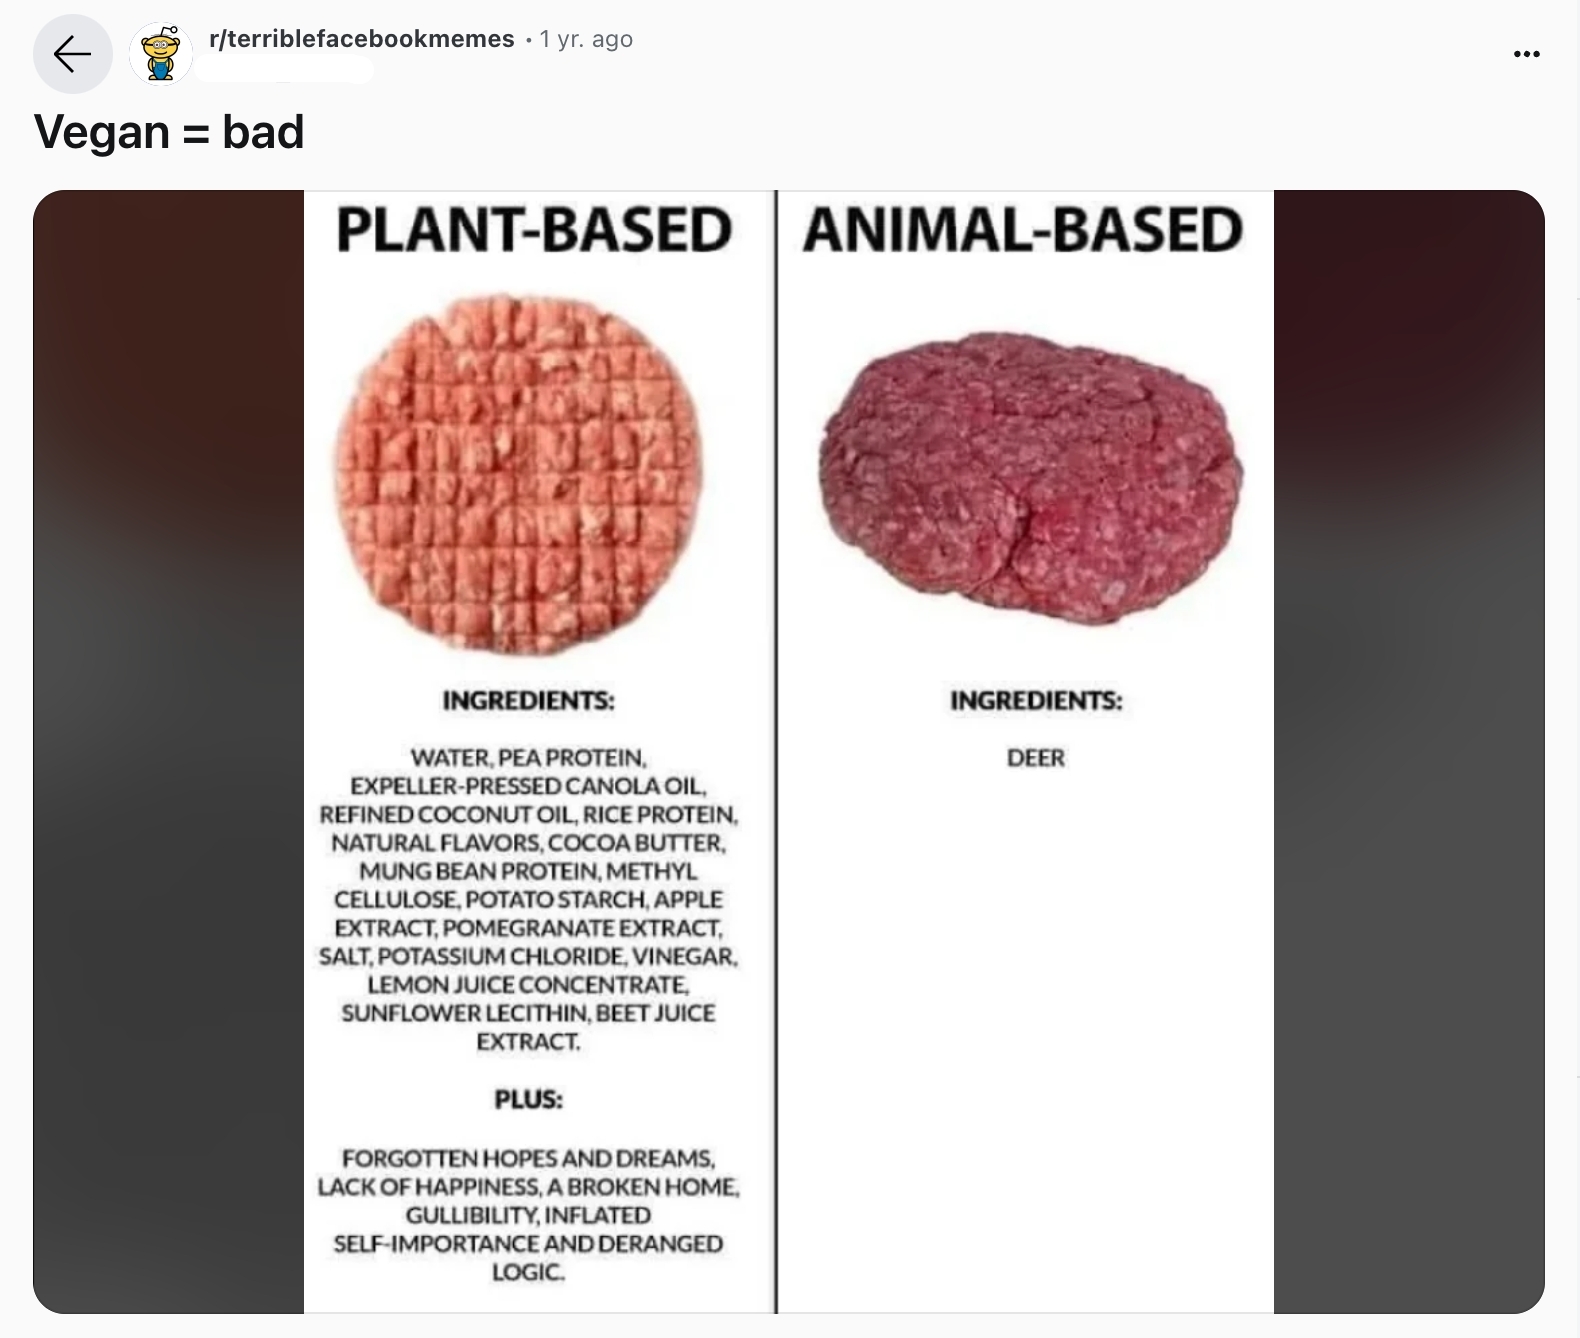 r/terriblefacebookmemes • 1 yr. ago
Vegan = bad
PLANT-BASED
INGREDIENTS:
WATER, PEA PROTEIN,
EXPELLER-PRESSED CANOLA OIL,
REFINED COCONUT OIL, RICE PROTEIN,
NATURAL FLAVORS, COCOA BUTTER,
MUNG BEAN PROTEIN, METHYL
CELLULOSE, POTATO STARCH, APPLE
EXTRACT, POMEGRANATE EXTRACT,
SALT, POTASSIUM CHLORIDE, VINEGAR,
LEMON JUICE CONCENTRATE,
SUNFLOWER LECITHIN, BEET JUICE
EXTRACT.
PLUS:
FORGOTTEN HOPES AND DREAMS,
LACK OF HAPPINESS, A BROKEN HOME,
GULLIBILITY, INFLATED
SELF-IMPORTANCE AND DERANGED
LOGIC.
ANIMAL-BASED
INGREDIENTS:
DEER